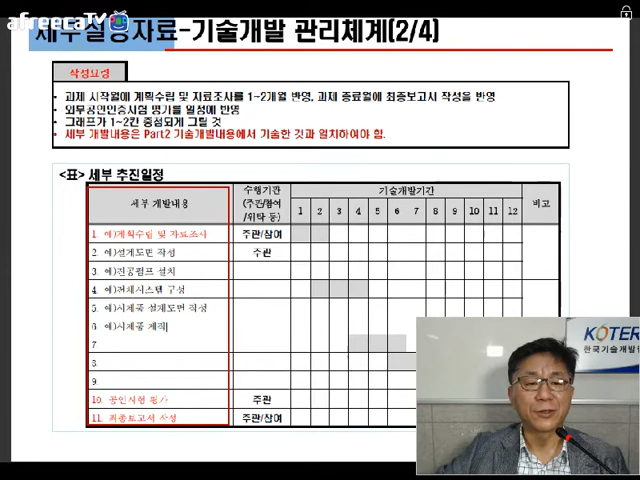 afreecaTV
세부실행자료-기술개발 관리체계(2/4)
작성요령
• 과제 시작월에 계획수립 및 자료조사를 1~2개월 반영, 과제 종료월에 최종보고서 작성을 반영
• 외부공인인증시험 평가를 일정에 반영
• 그래프가 1~2칸 중첩되게 그릴 것
• 세부 개발내용은 Part2 기술개발내용에서 기술한 것과 일치하여야 함.
<표> 세부 추진일정
세부 개발내용 수행기관 (주관/참여 /위탁 등) 기술개발기간 비고
1 2 3 4 5 6 7 8 9 10 11 12
1. 예)계획수립 및 자료조사 주관/참여
2. 예)설계도면 작성 주관
3. 예)진공펌프 설치
4. 예)전체시스템 구성
5. 예)시제품 설계도면 작성
6. 예)시제품 제작
7
8.
9
10. 공인시험 평가 주관
11. 최종보고서 작성 주관/참여
KOTER
한국기술개발